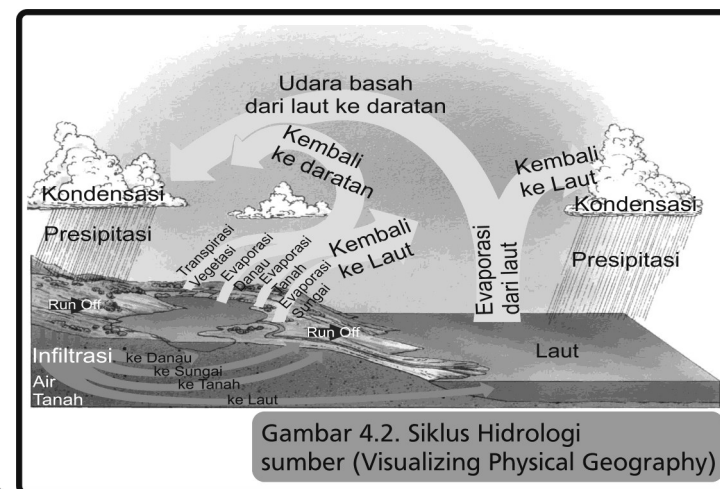 Udara basah
dari laut ke daratan
Kembali
ke daratan
Kembali
ke Laut
Kondensasi
Kondensasi
Presipitasi
Presipitasi
Transpirasi
Vegetasi
Evaporasi
Danau
Evaporasi
Tanah
Evaporasi
Sungai
Kembali
ke Laut
Evaporasi
dari laut
Run Off
Run Off
Laut
Infiltrasi
ke Danau
ke Sungai
ke Tanah
Air
Tanah
ke Laut
Gambar 4.2. Siklus Hidrologi
sumber (Visualizing Physical Geography)